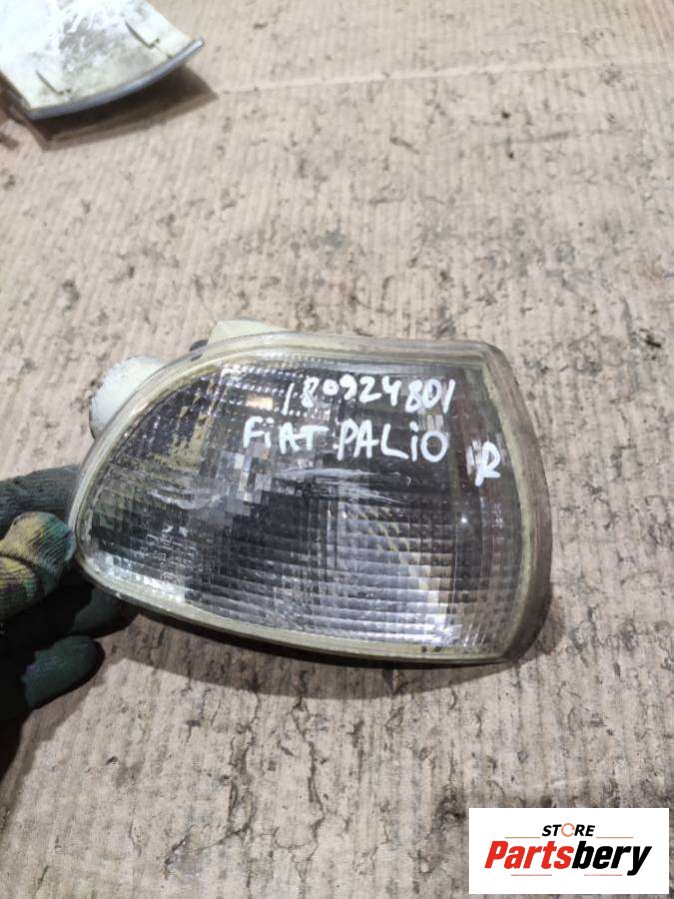 180924801
FiAT PALiO
R
STORE
Partsbery